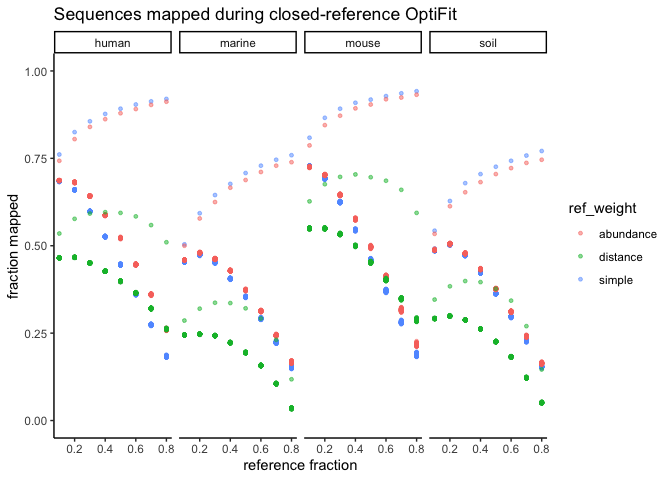 Sequences mapped during closed-reference OptiFit
human marine mouse soil
1.00
0.75
0.50
0.25
0.00
fraction mapped
0.2 0.4 0.6 0.8 0.2 0.4 0.6 0.8 0.2 0.4 0.6 0.8 0.2 0.4 0.6 0.8
reference fraction
ref_weight
abundance
distance
simple